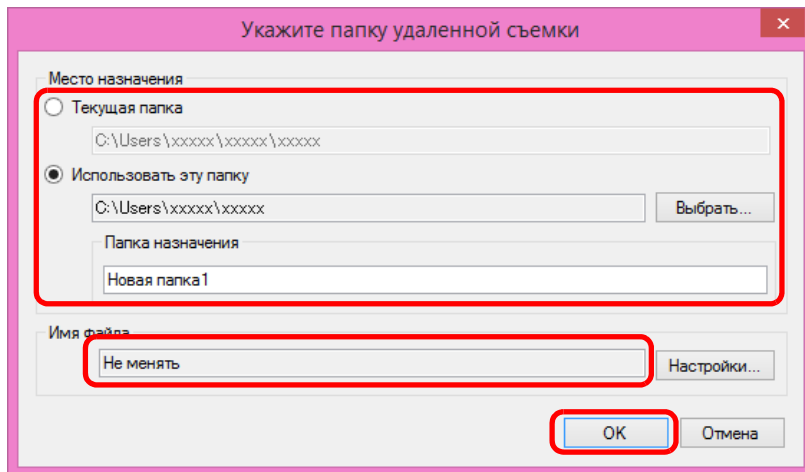 Укажите папку удаленной съемки
Место назначения
Текущая папка
C:\Users\xxxxx\xxxxx\xxxxx
Использовать эту папку
C:\Users\xxxxx\xxxxx
Выбрать...
Папка назначения
Новая папка1
Имя файла
Не менять
Настройки...
OK
Отмена